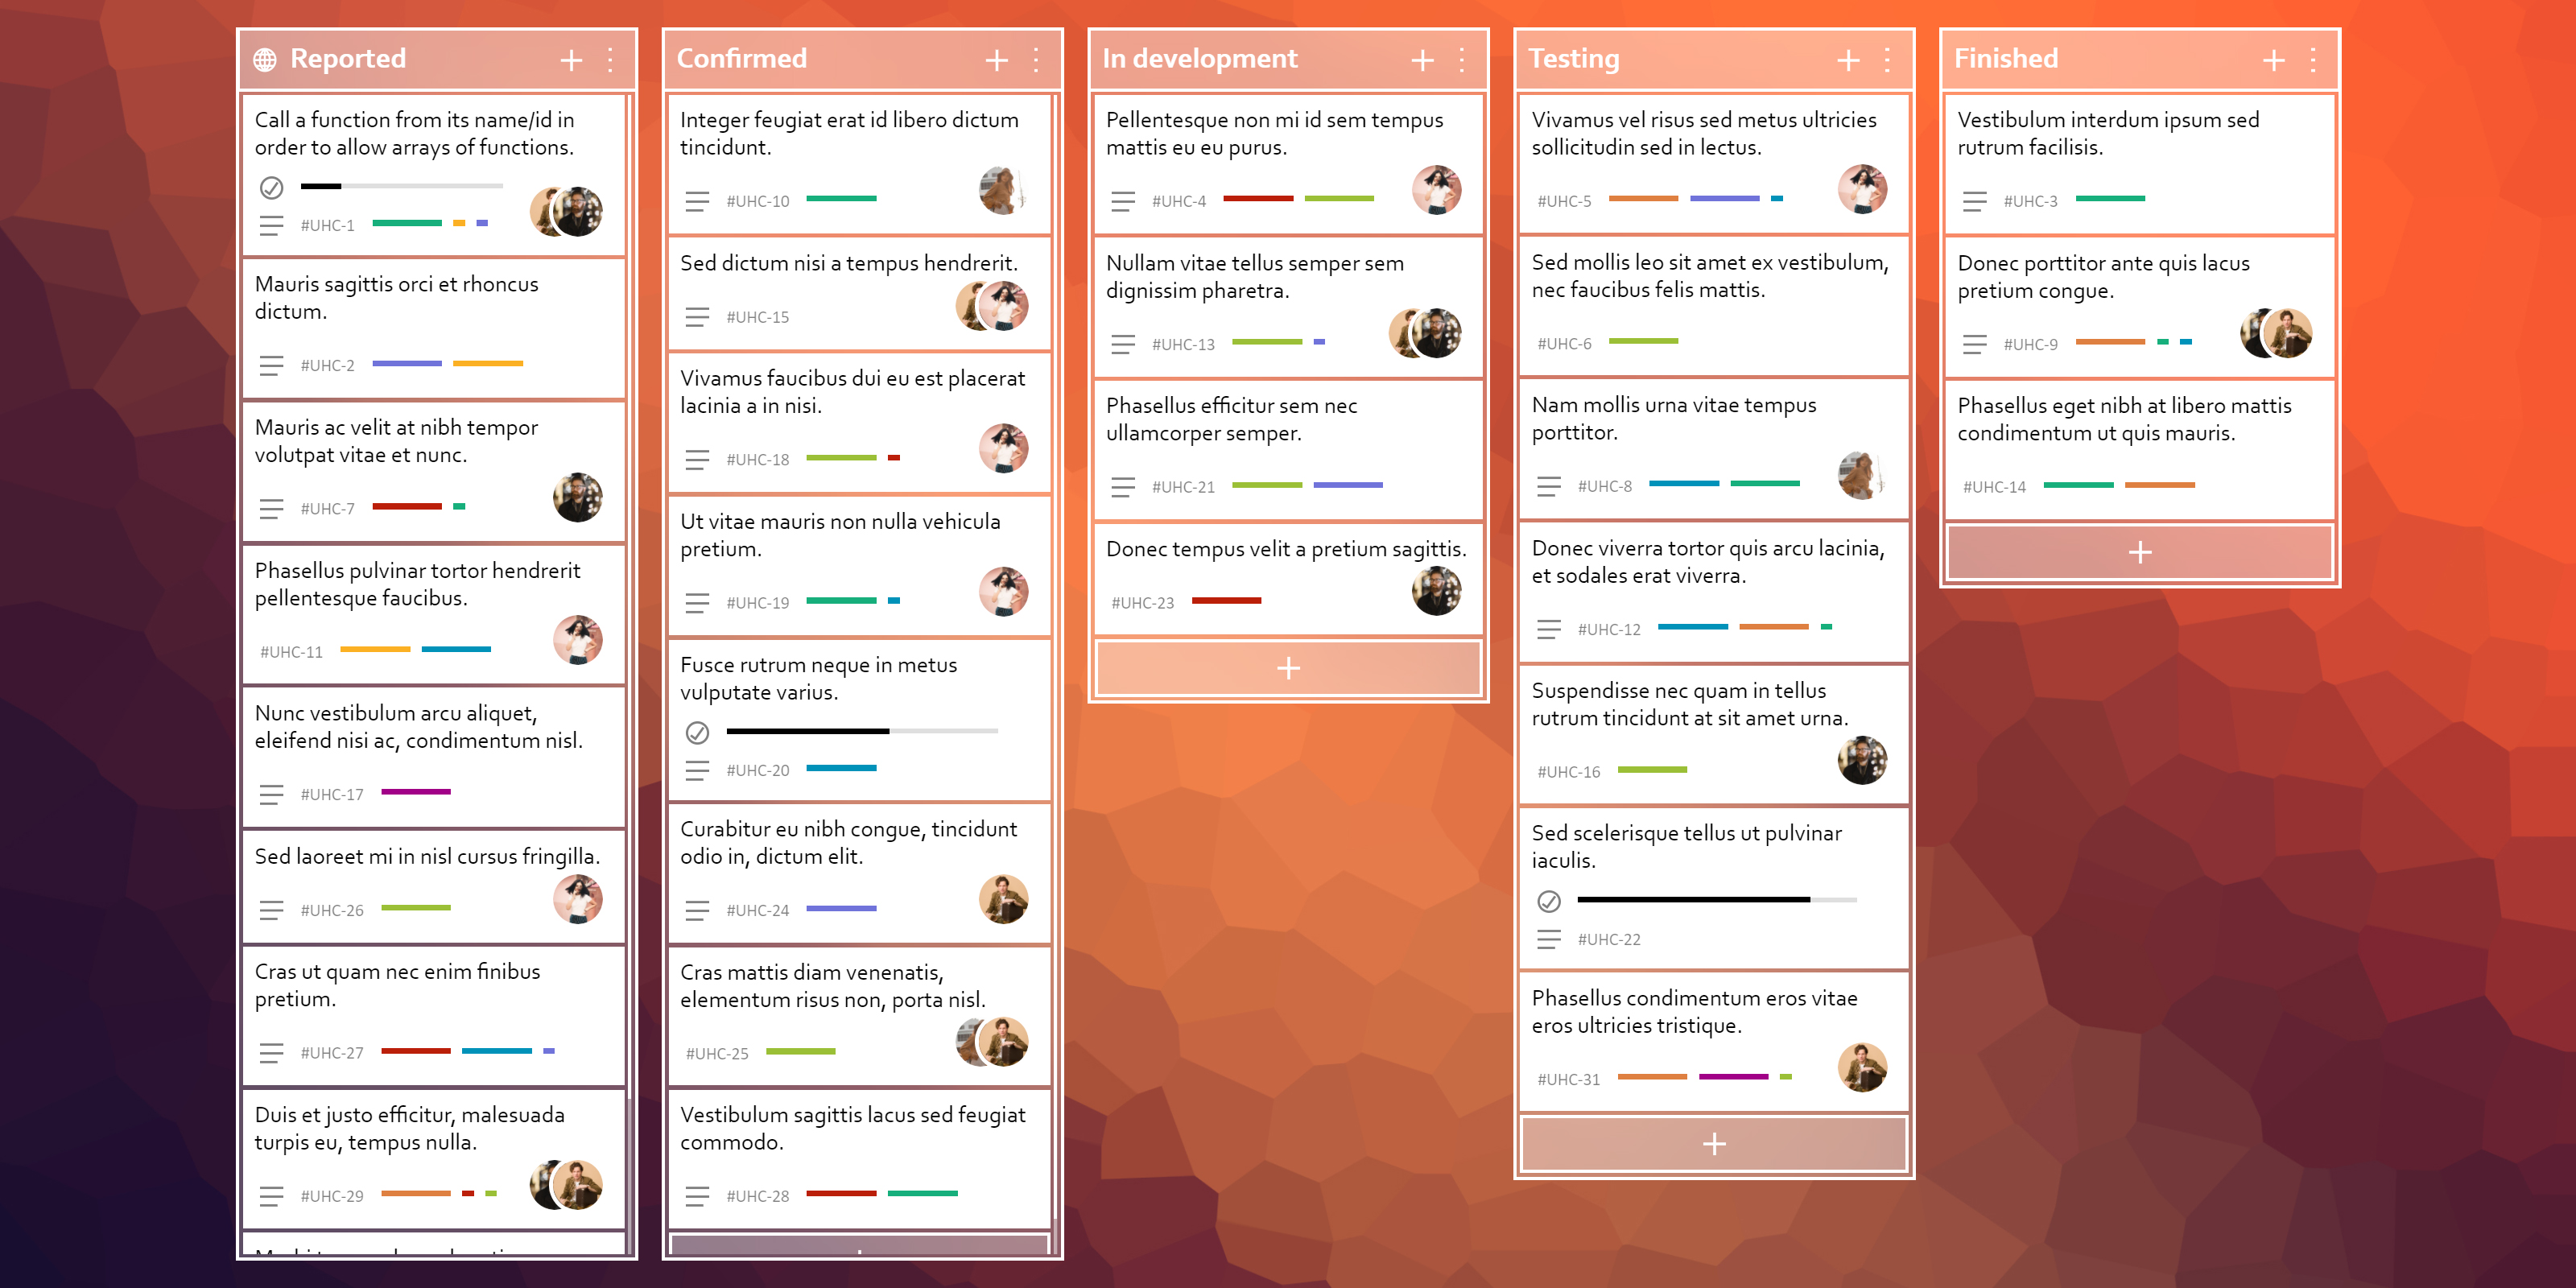 Reported
Call a function from its name/id in
order to allow arrays of functions.
#UHC-1
Mauris sagittis orci et rhoncus
dictum.
#UHC-2
Mauris ac velit at nibh tempor
volutpat vitae et nunc.
#UHC-7
Phasellus pulvinar tortor hendrerit
pellentesque faucibus.
#UHC-11
Nunc vestibulum arcu aliquet,
eleifend nisi ac, condimentum nisl.
#UHC-17
Sed laoreet mi in nisl cursus fringilla.
#UHC-26
Cras ut quam nec enim finibus
pretium.
#UHC-27
Duis et justo efficitur, malesuada
turpis eu, tempus nulla.
#UHC-29
Confirmed
Integer feugiat erat id libero dictum
tincidunt.
#UHC-10
Sed dictum nisi a tempus hendrerit.
#UHC-15
Vivamus faucibus dui eu est placerat
lacinia a in nisi.
#UHC-18
Ut vitae mauris non nulla vehicula
pretium.
#UHC-19
Fusce rutrum neque in metus
vulputate varius.
#UHC-20
Curabitur eu nibh congue, tincidunt
odio in, dictum elit.
#UHC-24
Cras mattis diam venenatis,
elementum risus non, porta nisl.
#UHC-25
Vestibulum sagittis lacus sed feugiat
commodo.
#UHC-28
In development
Pellentesque non mi id sem tempus
mattis eu eu purus.
#UHC-4
Nullam vitae tellus semper sem
dignissim pharetra.
#UHC-13
Phasellus efficitur sem nec
ullamcorper semper.
#UHC-21
Donec tempus velit a pretium sagittis.
#UHC-23
Testing
Vivamus vel risus sed metus ultricies
sollicitudin sed in lectus.
#UHC-5
Sed mollis leo sit amet ex vestibulum,
nec faucibus felis mattis.
#UHC-6
Nam mollis urna vitae tempus
porttitor.
#UHC-8
Donec viverra tortor quis arcu lacinia,
et sodales erat viverra.
#UHC-12
Suspendisse nec quam in tellus
rutrum tincidunt at sit amet urna.
#UHC-16
Sed scelerisque tellus ut pulvinar
iaculis.
#UHC-22
Phasellus condimentum eros vitae
eros ultricies tristique.
#UHC-31
Finished
Vestibulum interdum ipsum sed
rutrum facilisis.
#UHC-3
Donec porttitor ante quis lacus
pretium congue.
#UHC-9
Phasellus eget nibh at libero mattis
condimentum ut quis mauris.
#UHC-14